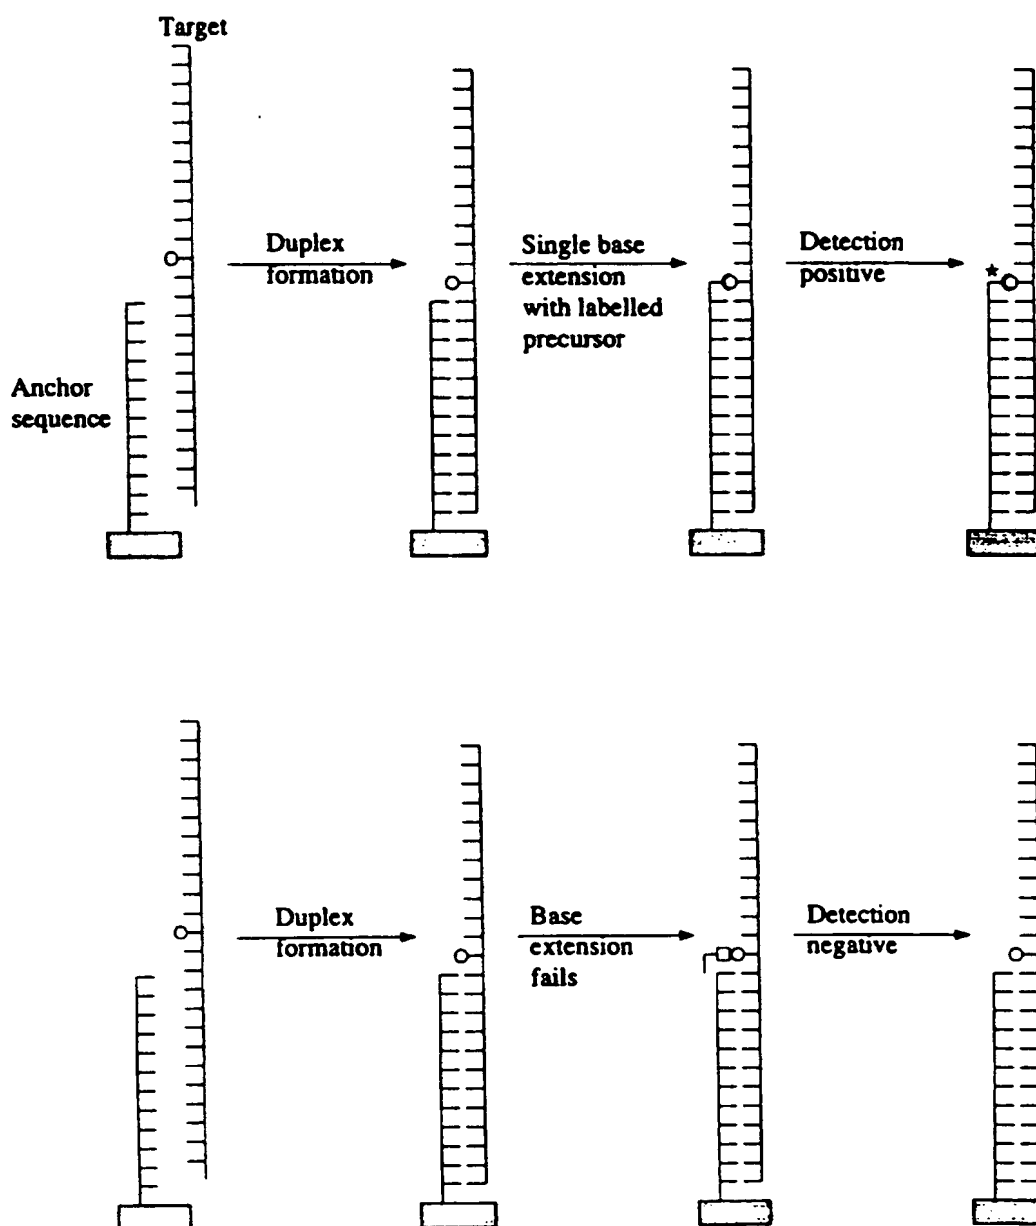 Target
Duplex
formation
Single base
extension
with labelled
precursor
Detection
positive
Anchor
sequence
Duplex
formation
Base
extension
fails
Detection
negative